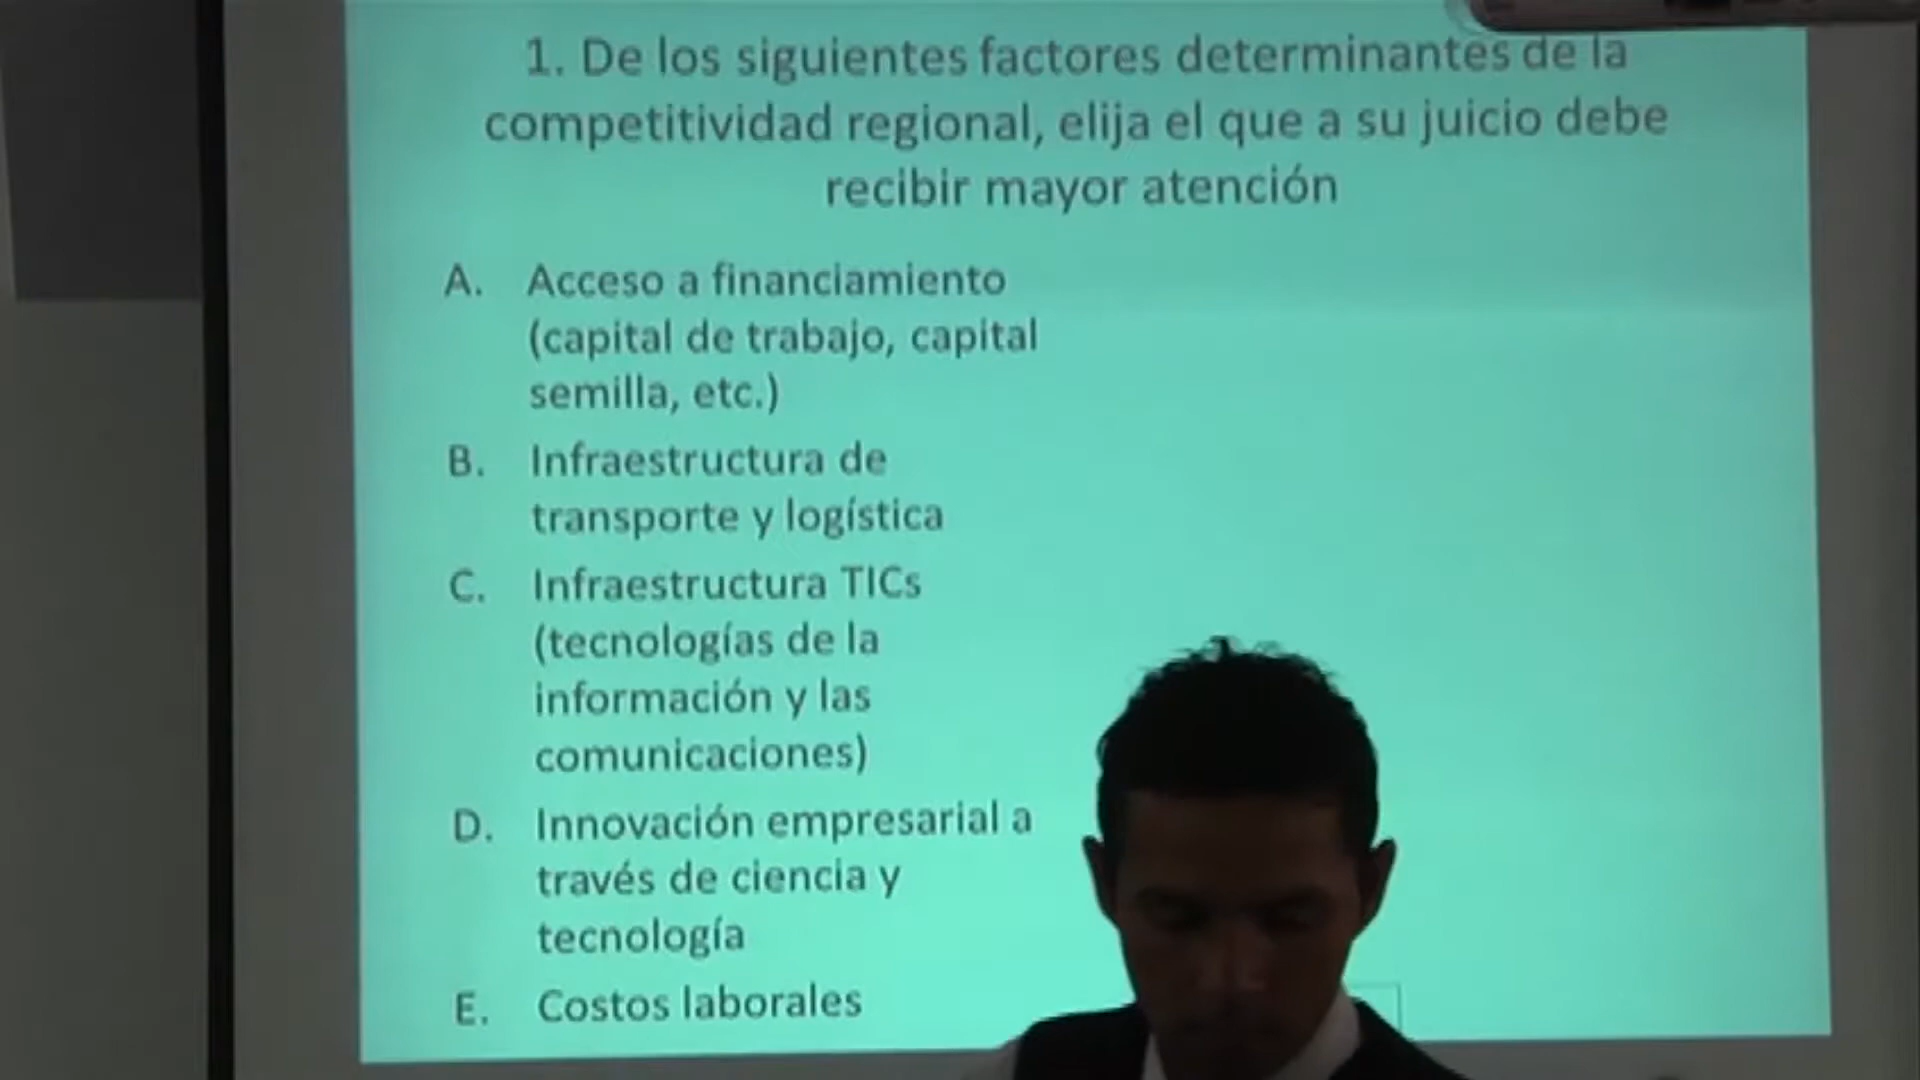 1. De los siguientes factores determinantes de la
competitividad regional, elija el que a su juicio debe
recibir mayor atención
A. Acceso a financiamiento
(capital de trabajo, capital
semilla, etc.)
B. Infraestructura de
transporte y logística
C. Infraestructura TICs
(tecnologías de la
información y las
comunicaciones)
D. Innovación empresarial a
través de ciencia y
tecnología
E. Costos laborales